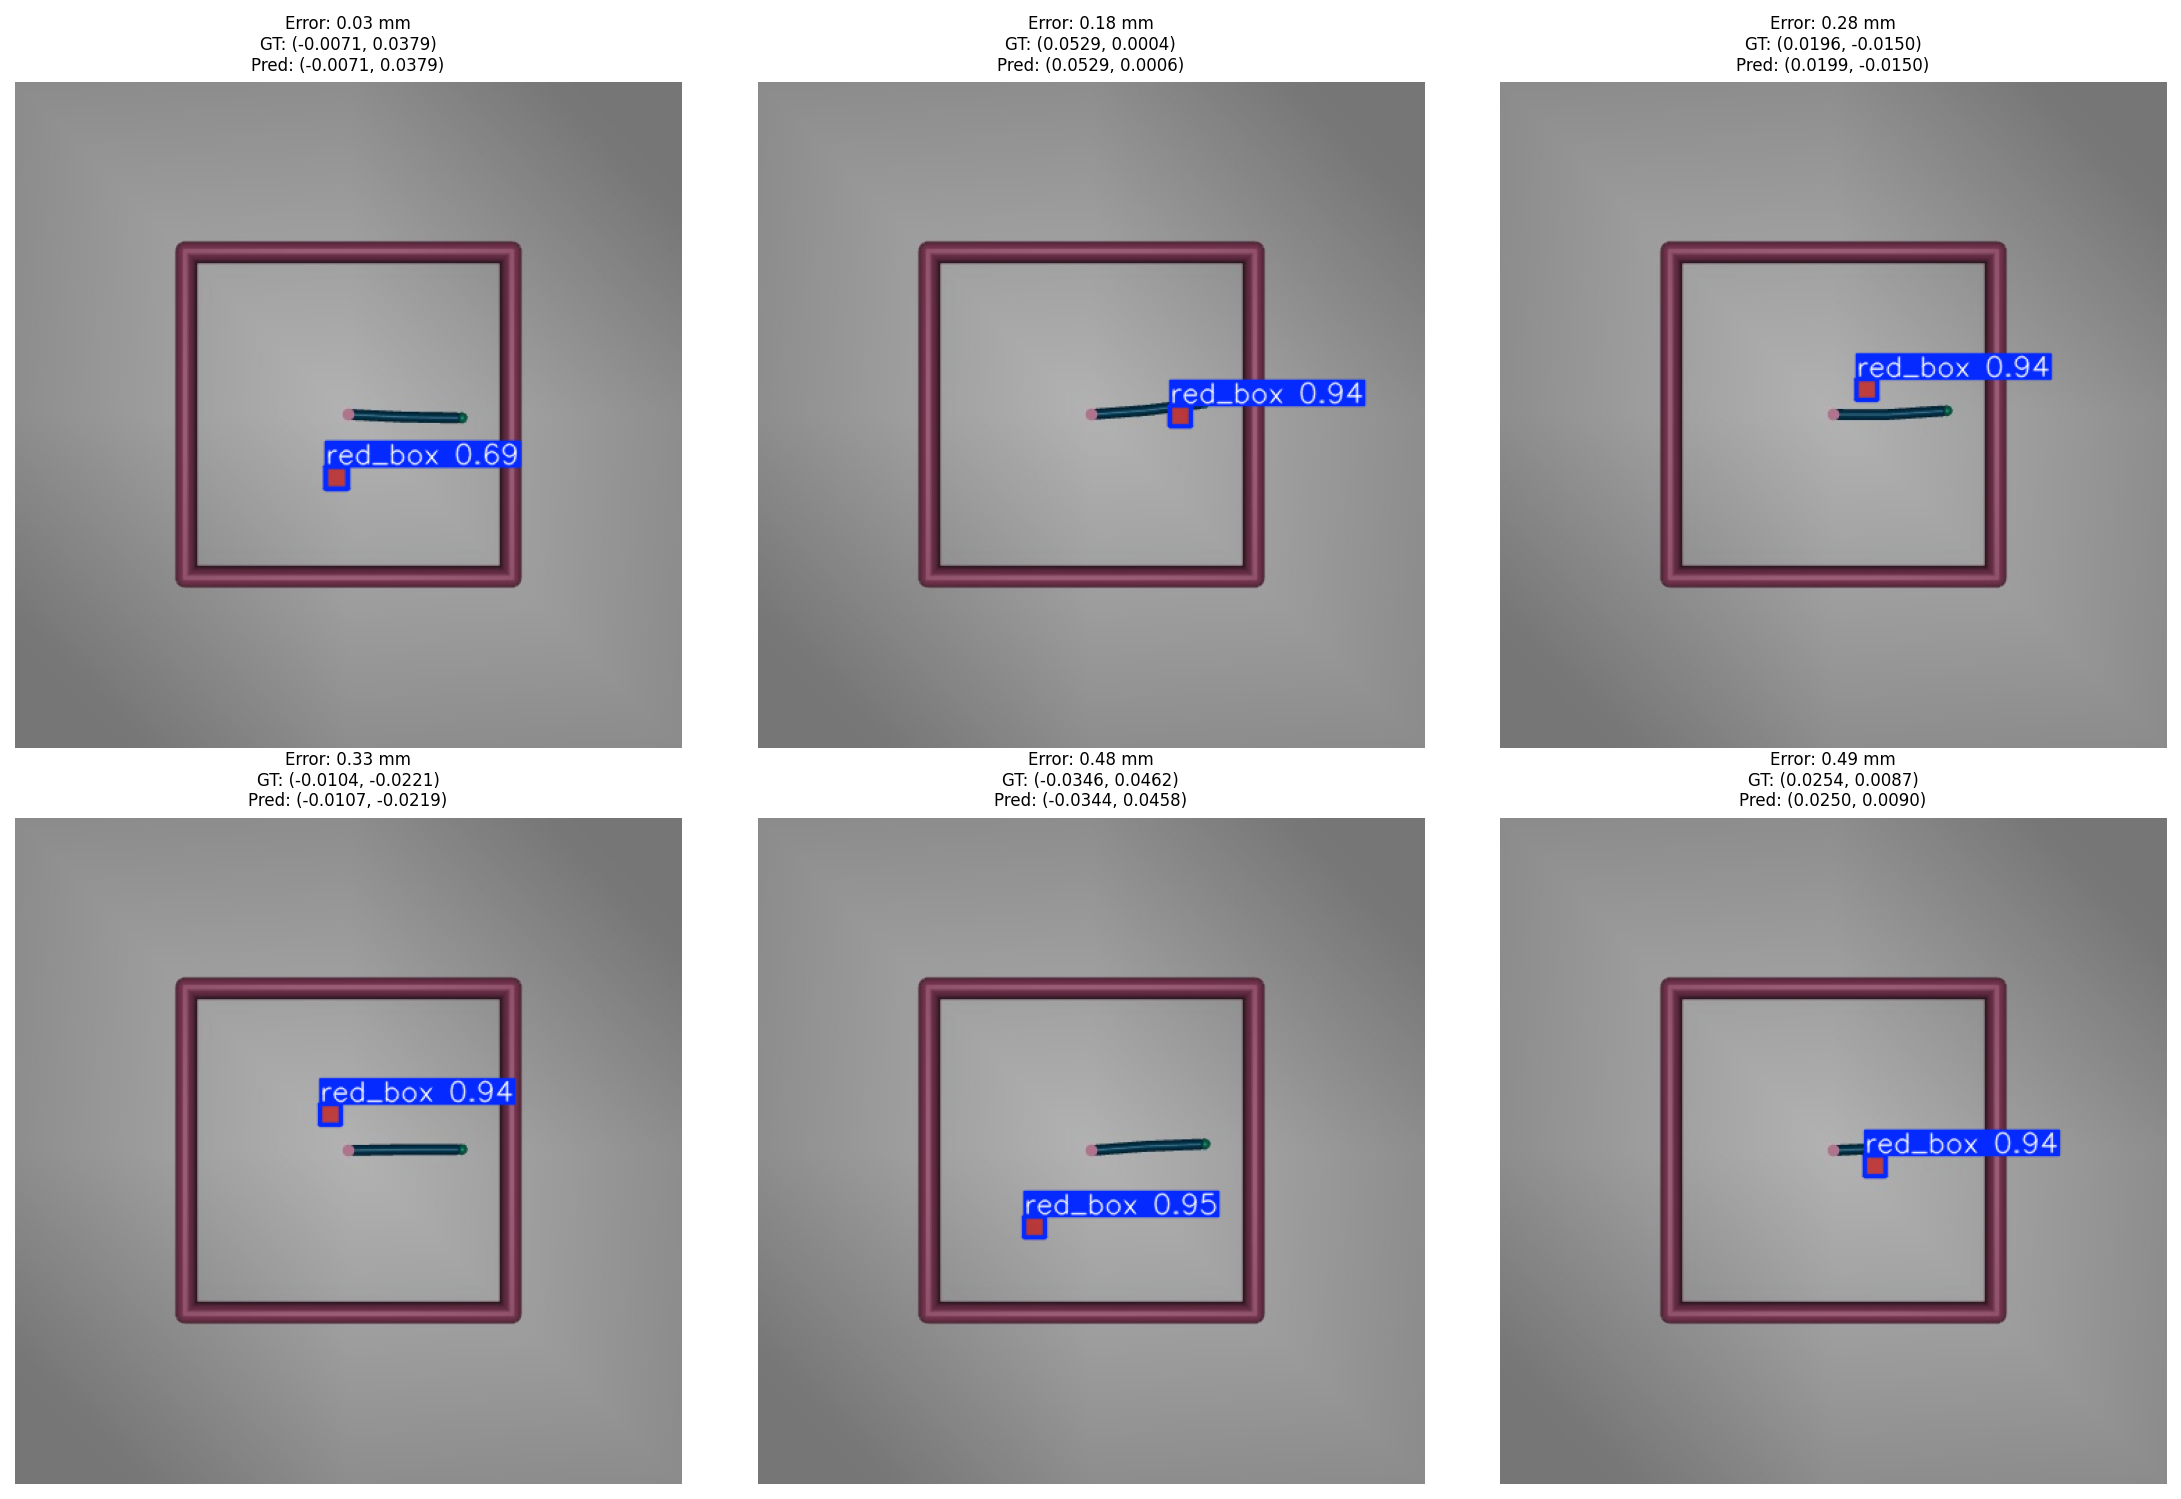 Error: 0.03 mm
GT: (-0.0071, 0.0379)
Pred: (-0.0071, 0.0379)
red_box 0.69
Error: 0.18 mm
GT: (0.0529, 0.0004)
Pred: (0.0529, 0.0006)
red_box 0.94
Error: 0.28 mm
GT: (0.0196, -0.0150)
Pred: (0.0199, -0.0150)
red_box 0.94
Error: 0.33 mm
GT: (-0.0104, -0.0221)
Pred: (-0.0107, -0.0219)
red_box 0.94
Error: 0.48 mm
GT: (-0.0346, 0.0462)
Pred: (-0.0344, 0.0458)
red_box 0.95
Error: 0.49 mm
GT: (0.0254, 0.0087)
Pred: (0.0250, 0.0090)
red_box 0.94